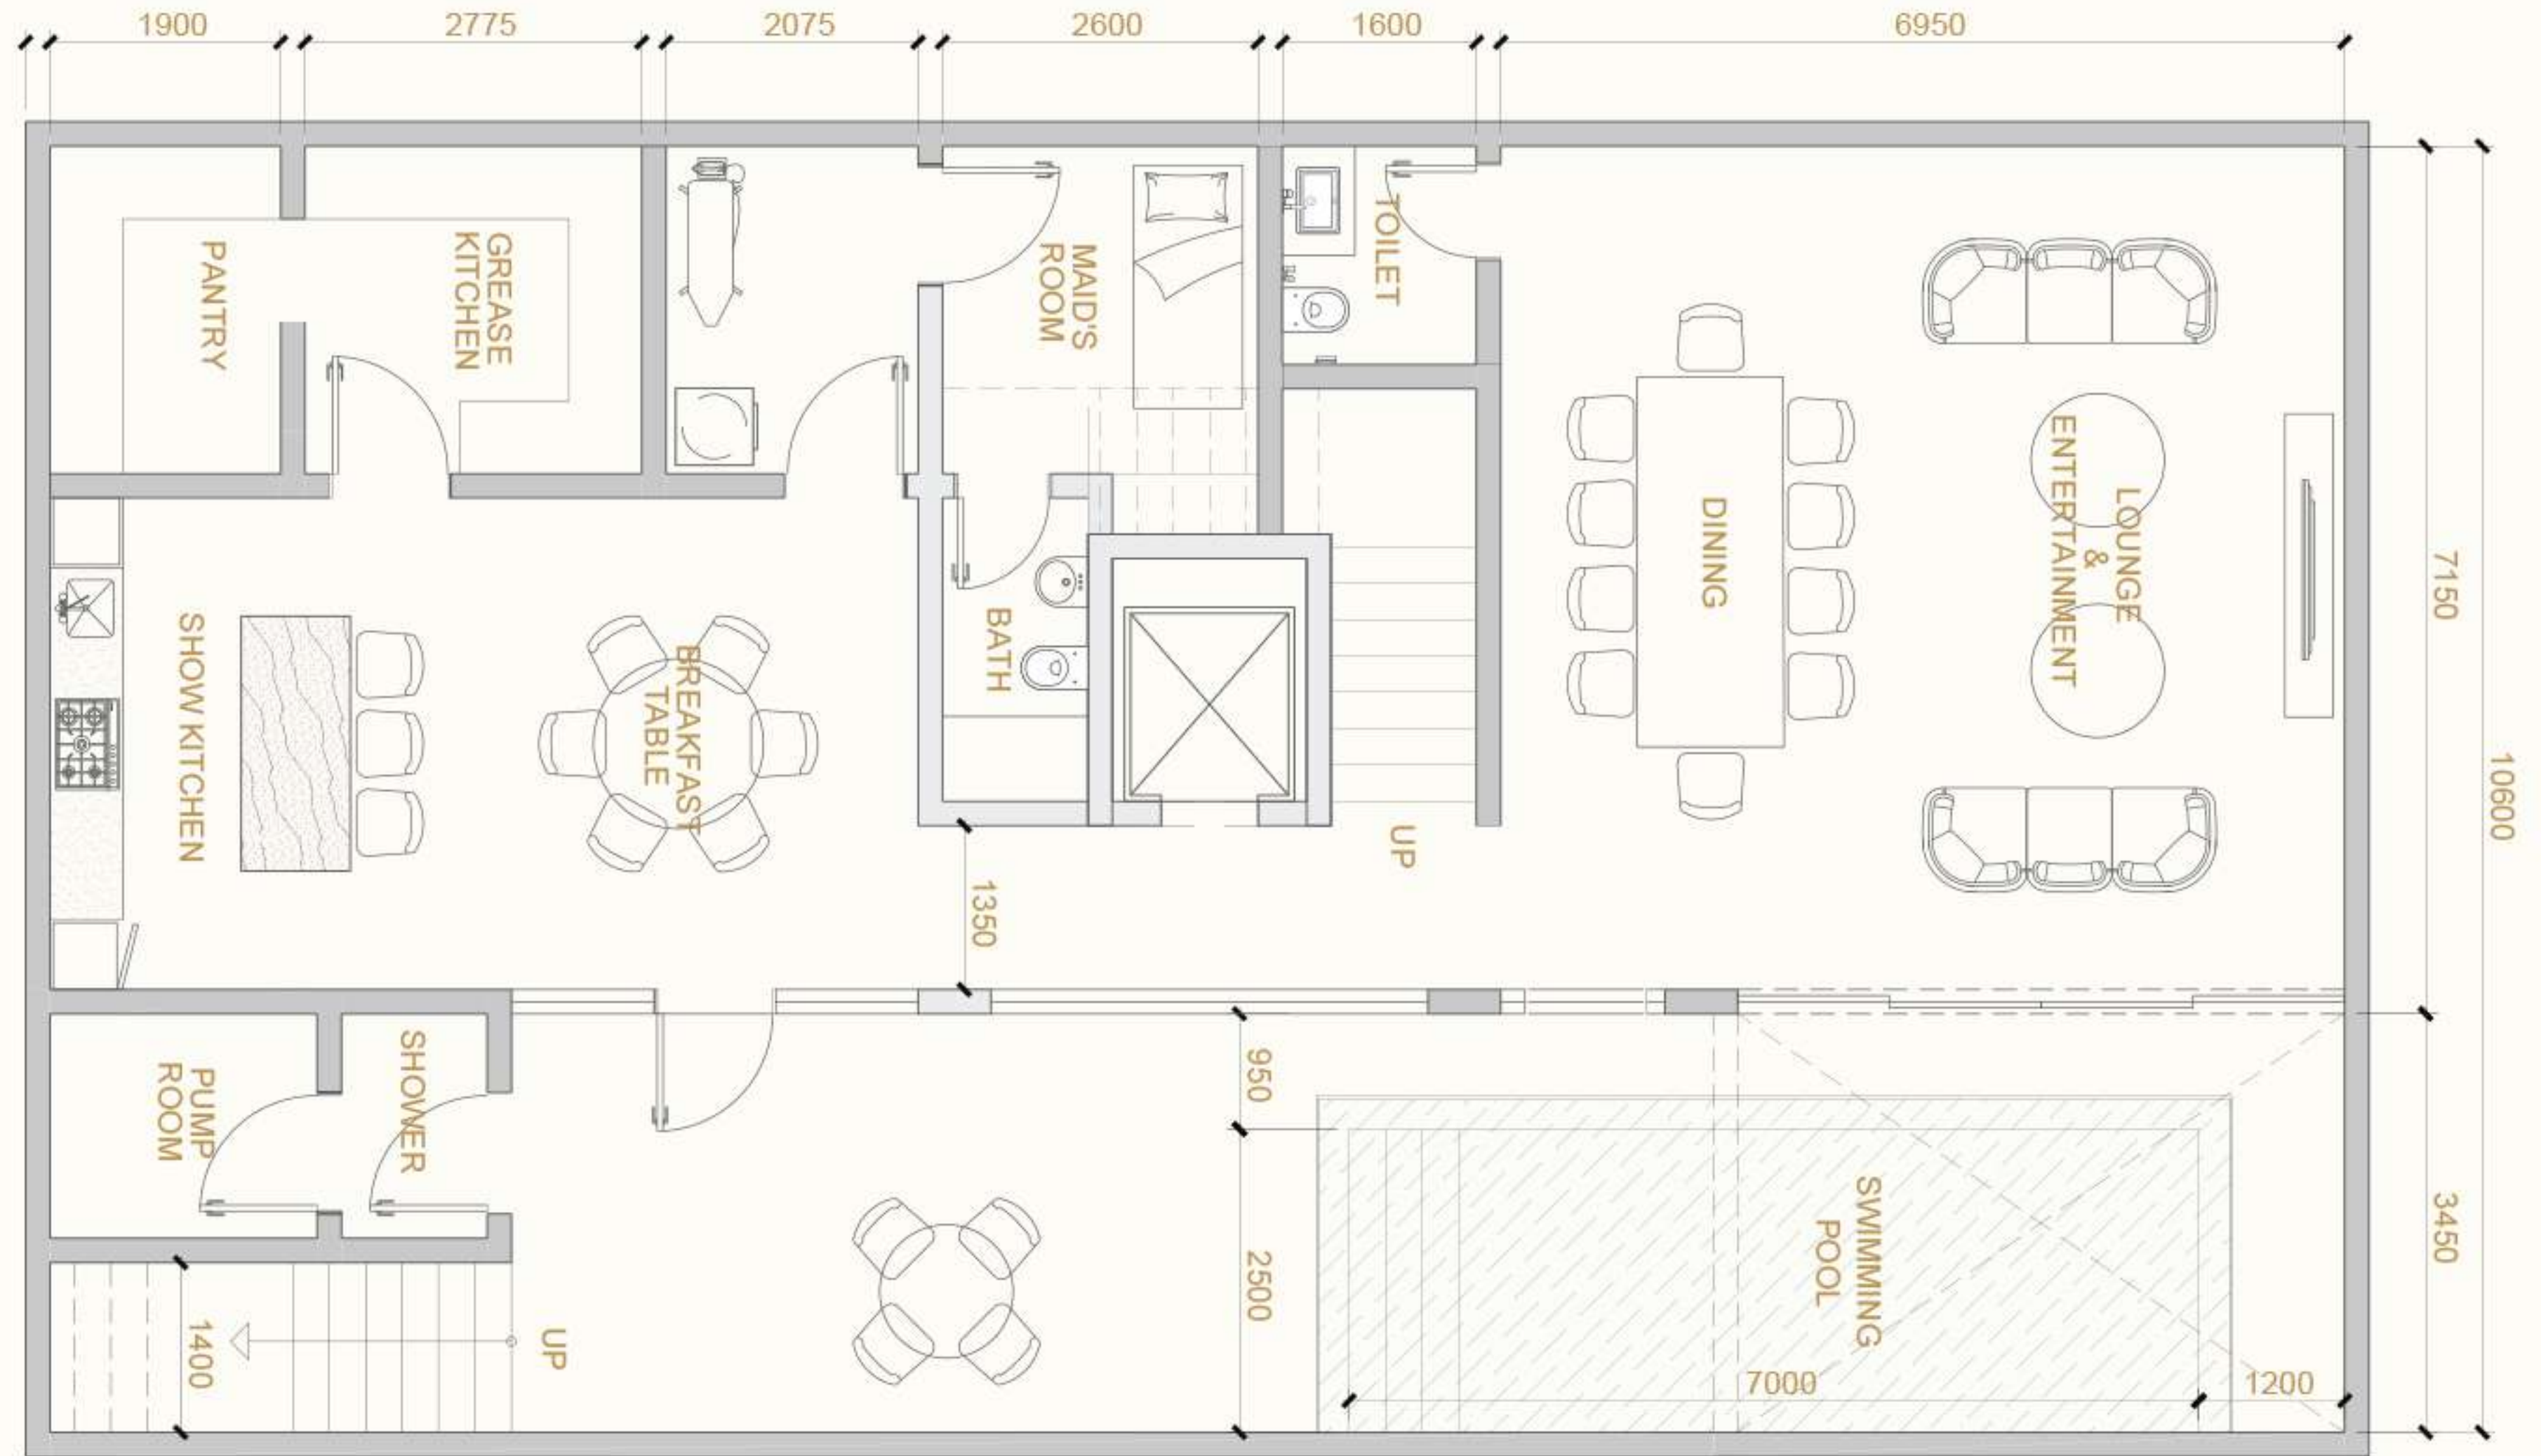 1900
2775
2075
2600
1600
6950
PANTRY
GREASE
KITCHEN
MAID'S
ROOM
TOILET
DINING
LOUNGE
&
ENTERTAINMENT
7150
10600
SHOW KITCHEN
BREAKFAST
TABLE
BATH
UP
1350
PUMP
ROOM
SHOWER
950
3450
SWIMMING
POOL
2500
UP
1400
7000
1200